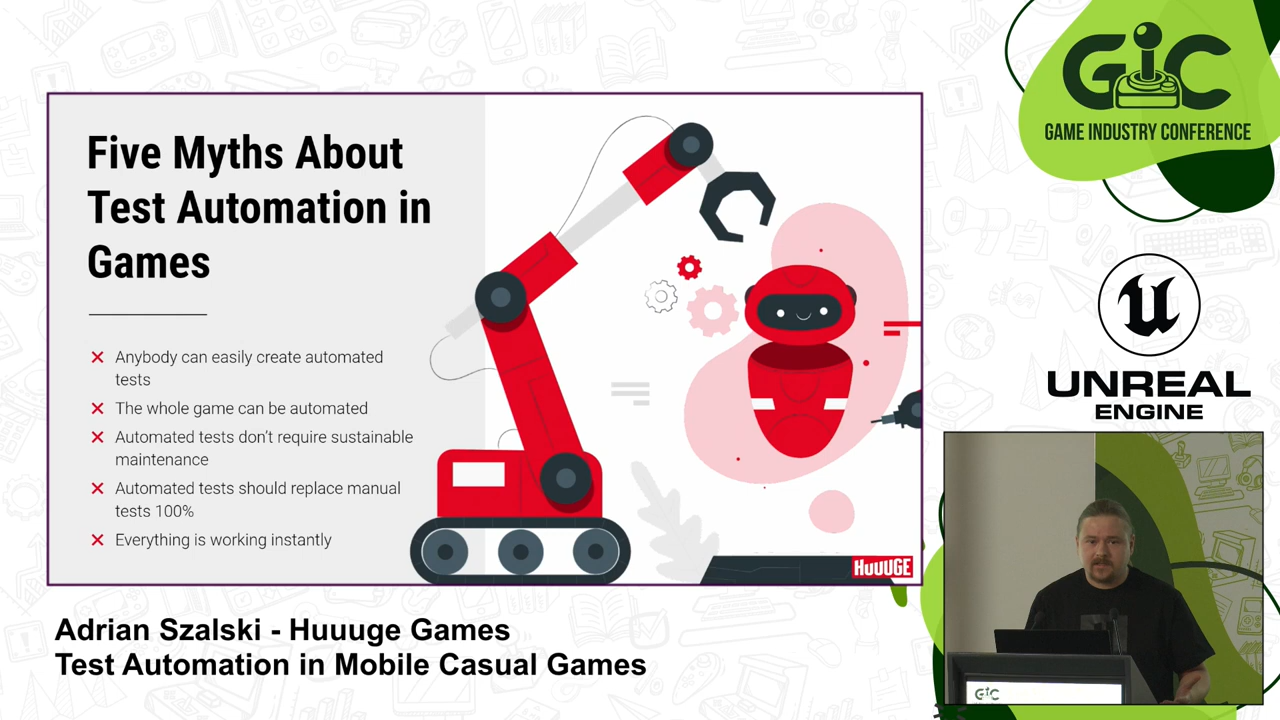 Five Myths About
Test Automation in
Games
Anybody can easily create automated
tests
The whole game can be automated
Automated tests don't require sustainable
maintenance
Automated tests should replace manual
tests 100%
Everything is working instantly
HUUUGE
Adrian Szalski - Huuuge Games
Test Automation in Mobile Casual Games
GIC
GAME INDUSTRY CONFERENCE
UNREAL
ENGINE
GIC